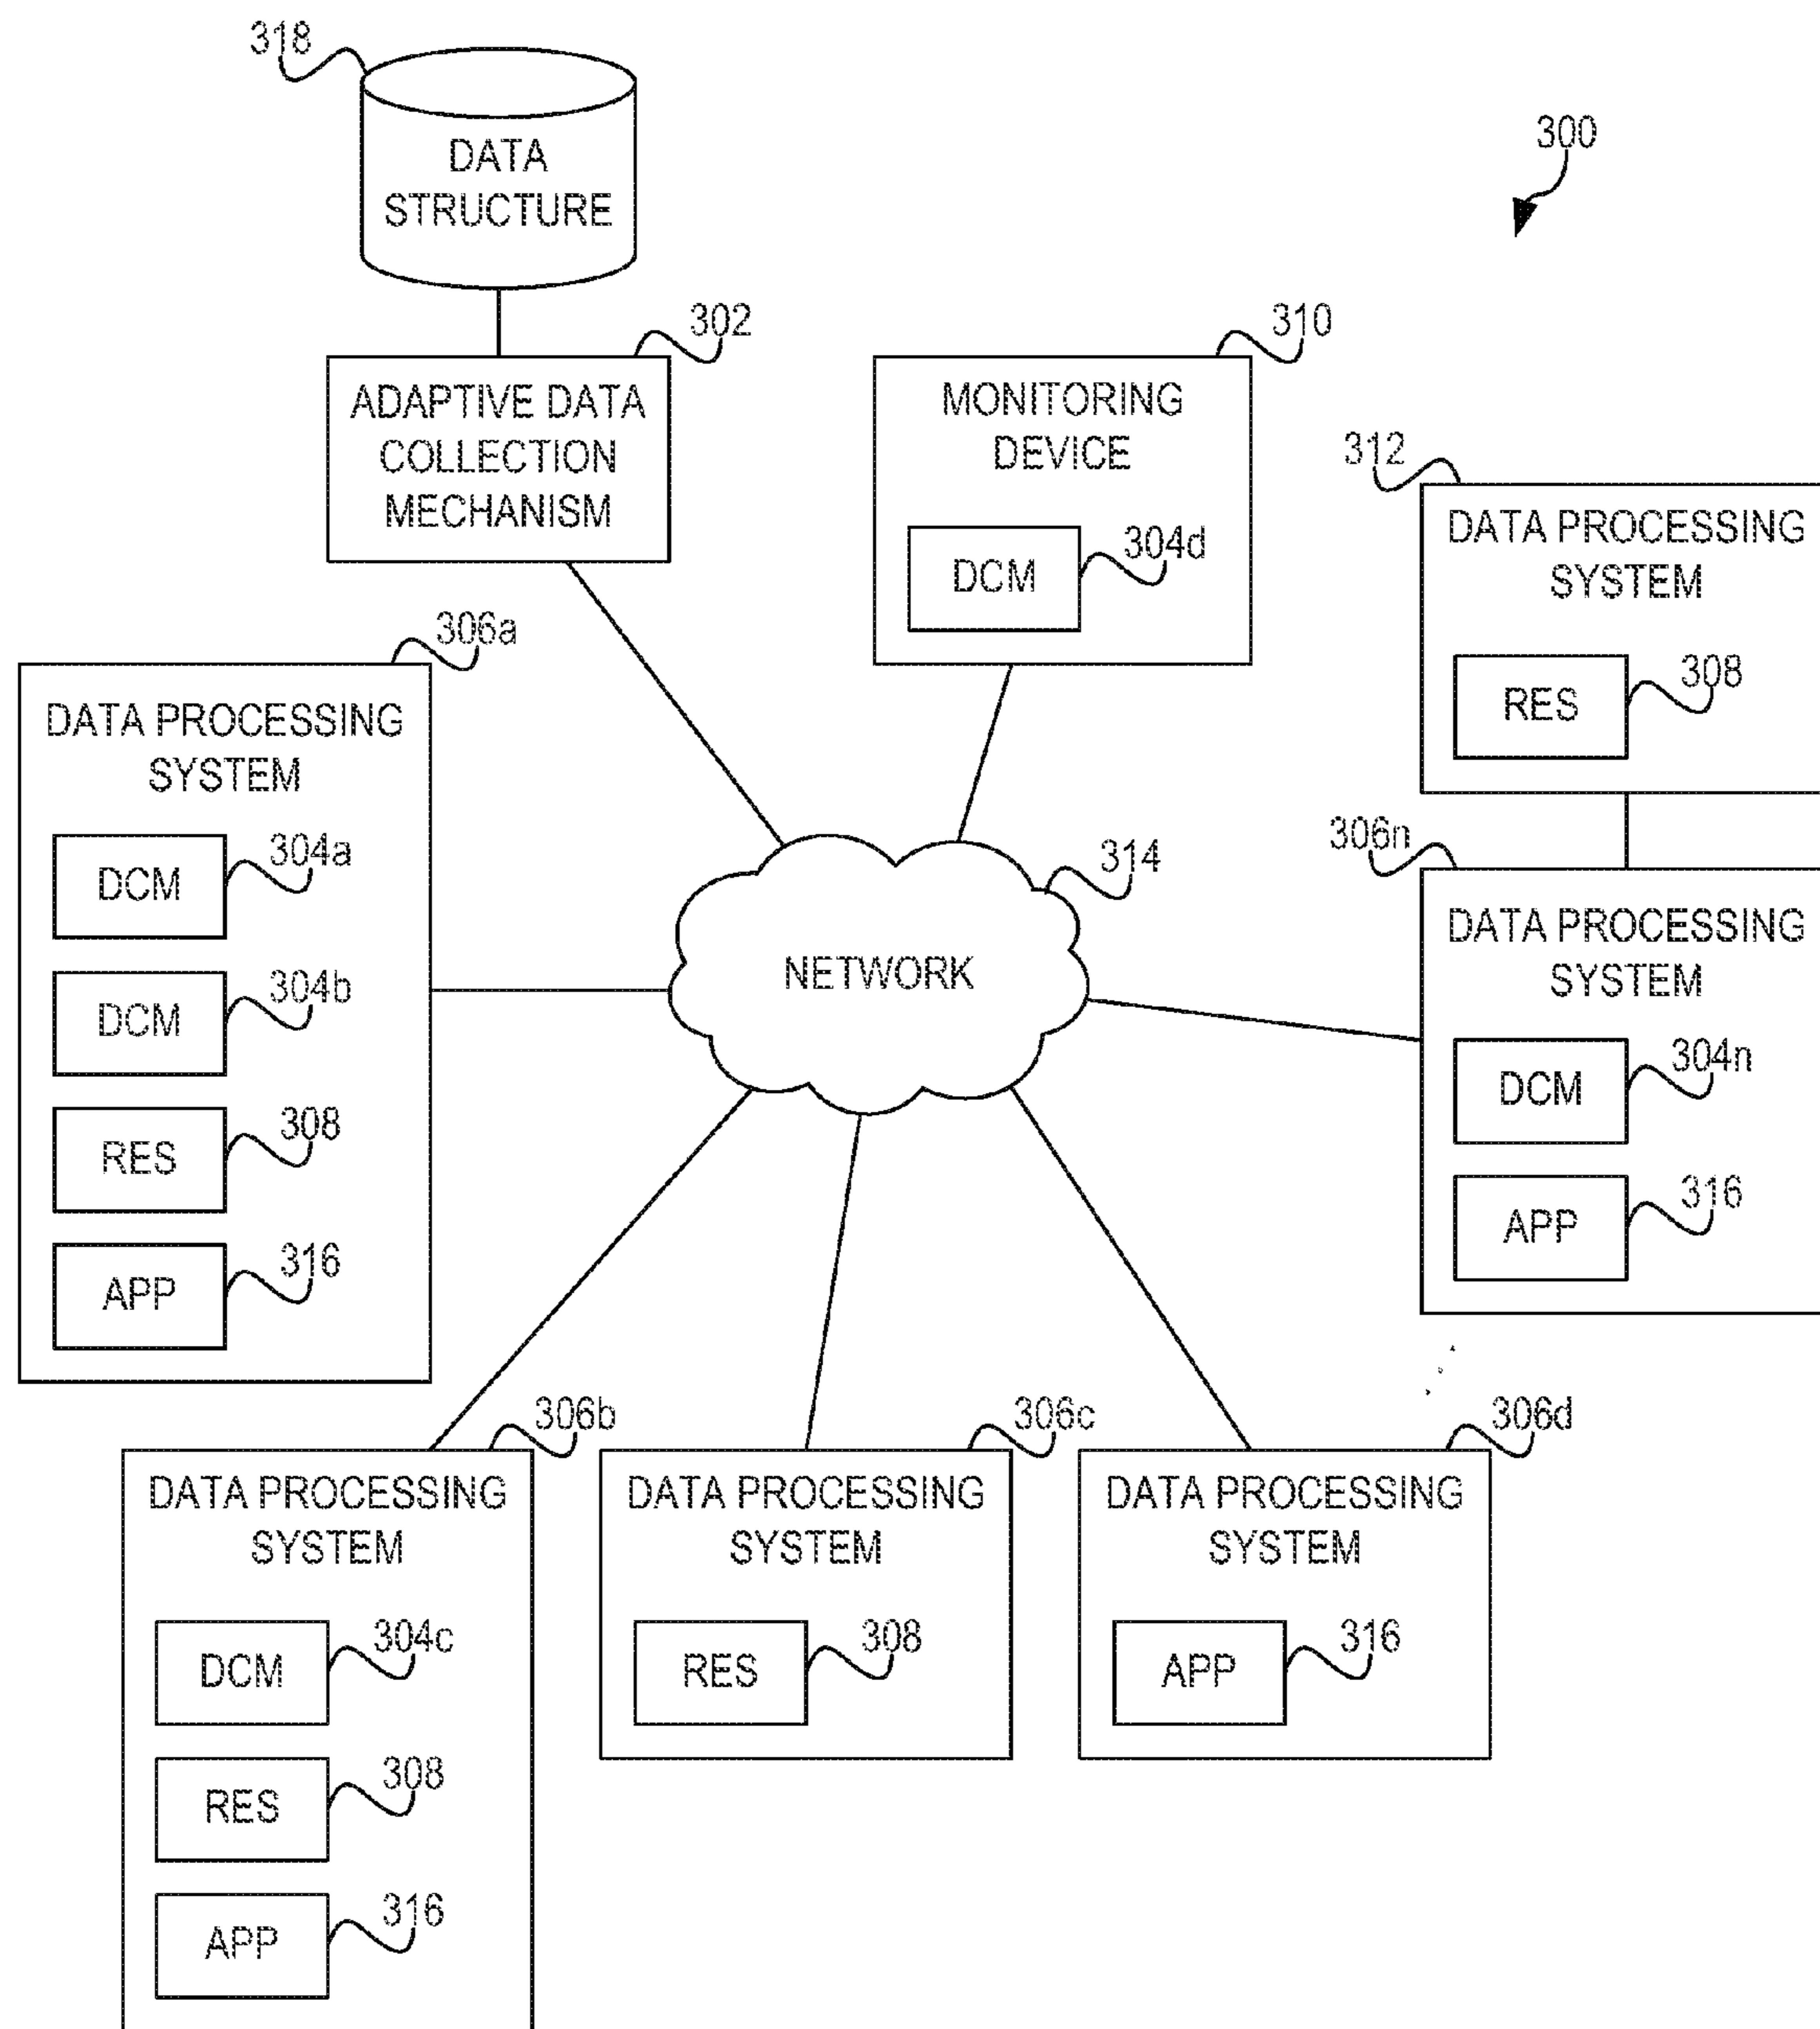 318
DATA
STRUCTURE
300
302
ADAPTIVE DATA
COLLECTION
MECHANISM
310
MONITORING
DEVICE
DCM
304d
312
DATA PROCESSING
SYSTEM
RES
308
306a
DATA PROCESSING
SYSTEM
DCM
304a
DCM
304b
RES
308
APP
316
314
NETWORK
306n
DATA PROCESSING
SYSTEM
DCM
304n
APP
316
306b
DATA PROCESSING
SYSTEM
DCM
304c
RES
308
APP
316
306c
DATA PROCESSING
SYSTEM
RES
308
306d
DATA PROCESSING
SYSTEM
APP
316